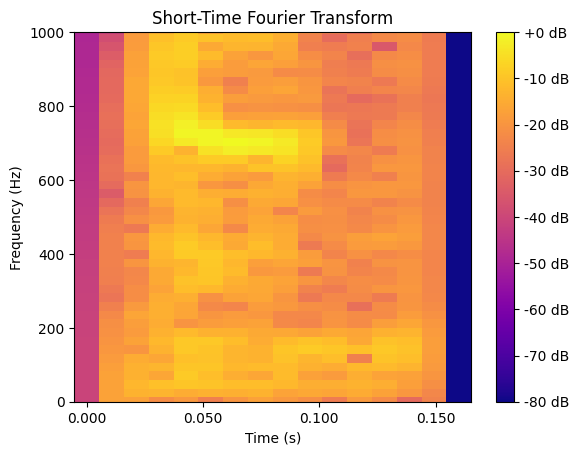 Short-Time Fourier Transform
1000
800
600
400
200
0
Frequency (Hz)
0.000
0.050
0.100
0.150
Time (s)
+0 dB
-10 dB
-20 dB
-30 dB
-40 dB
-50 dB
-60 dB
-70 dB
-80 dB